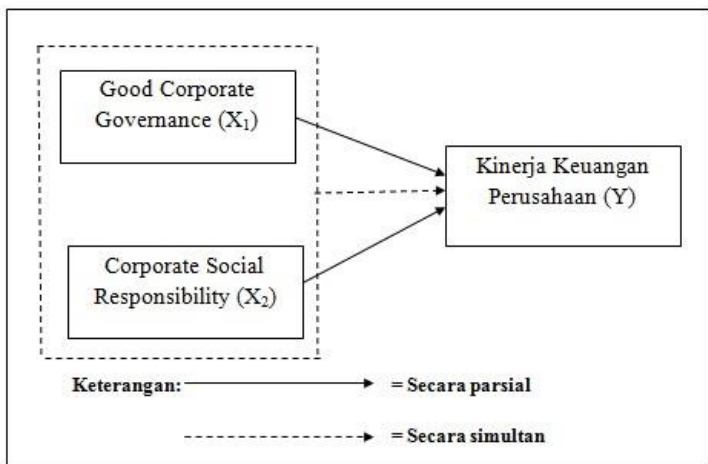 Good Corporate
Governance (X₁)
Kinerja Keuangan
Perusahaan (Y)
Corporate Social
Responsibility (X₂)
Keterangan: = Secara parsial
= Secara simultan